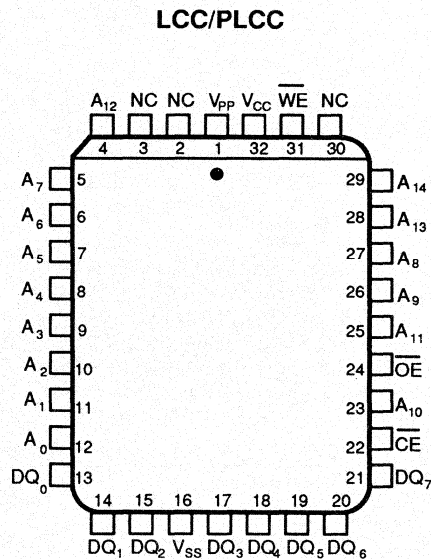 LCC/PLCC
A12 NC NC VPP VCC W̅E̅ NC
4 3 2 1 32 31 30
A7 5 29 A14
A6 6 28 A13
A5 7 27 A8
A4 8 26 A9
A3 9 25 A11
A2 10 24 O̅E̅
A1 11 23 A10
A0 12 22 C̅E̅
DQ0 13 21 DQ7
14 15 16 17 18 19 20
DQ1 DQ2 VSS DQ3 DQ4 DQ5 DQ6